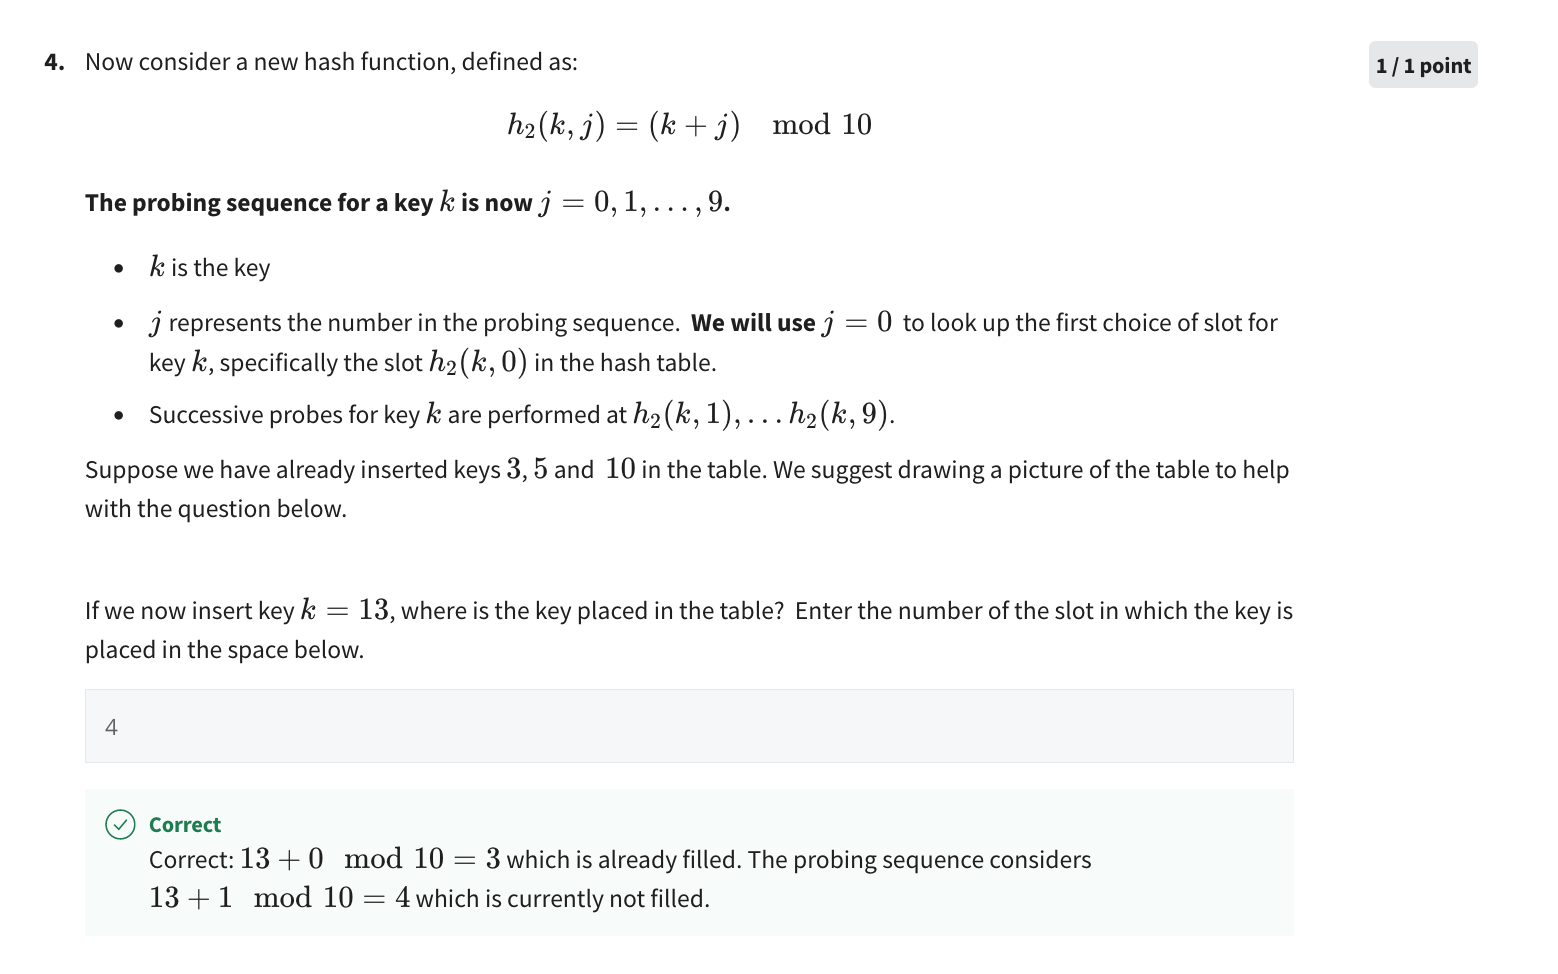 4. Now consider a new hash function, defined as:
1 / 1 point
h₂(k, j) = (k + j) mod 10
The probing sequence for a key k is now j = 0, 1, . . . , 9.
• k is the key
• j represents the number in the probing sequence. We will use j = 0 to look up the first choice of slot for
key k, specifically the slot h₂(k, 0) in the hash table.
• Successive probes for key k are performed at h₂(k, 1), . . . h₂(k, 9).
Suppose we have already inserted keys 3, 5 and 10 in the table. We suggest drawing a picture of the table to help
with the question below.
If we now insert key k = 13, where is the key placed in the table? Enter the number of the slot in which the key is
placed in the space below.
4
Correct
Correct: 13 + 0 mod 10 = 3 which is already filled. The probing sequence considers
13 + 1 mod 10 = 4 which is currently not filled.